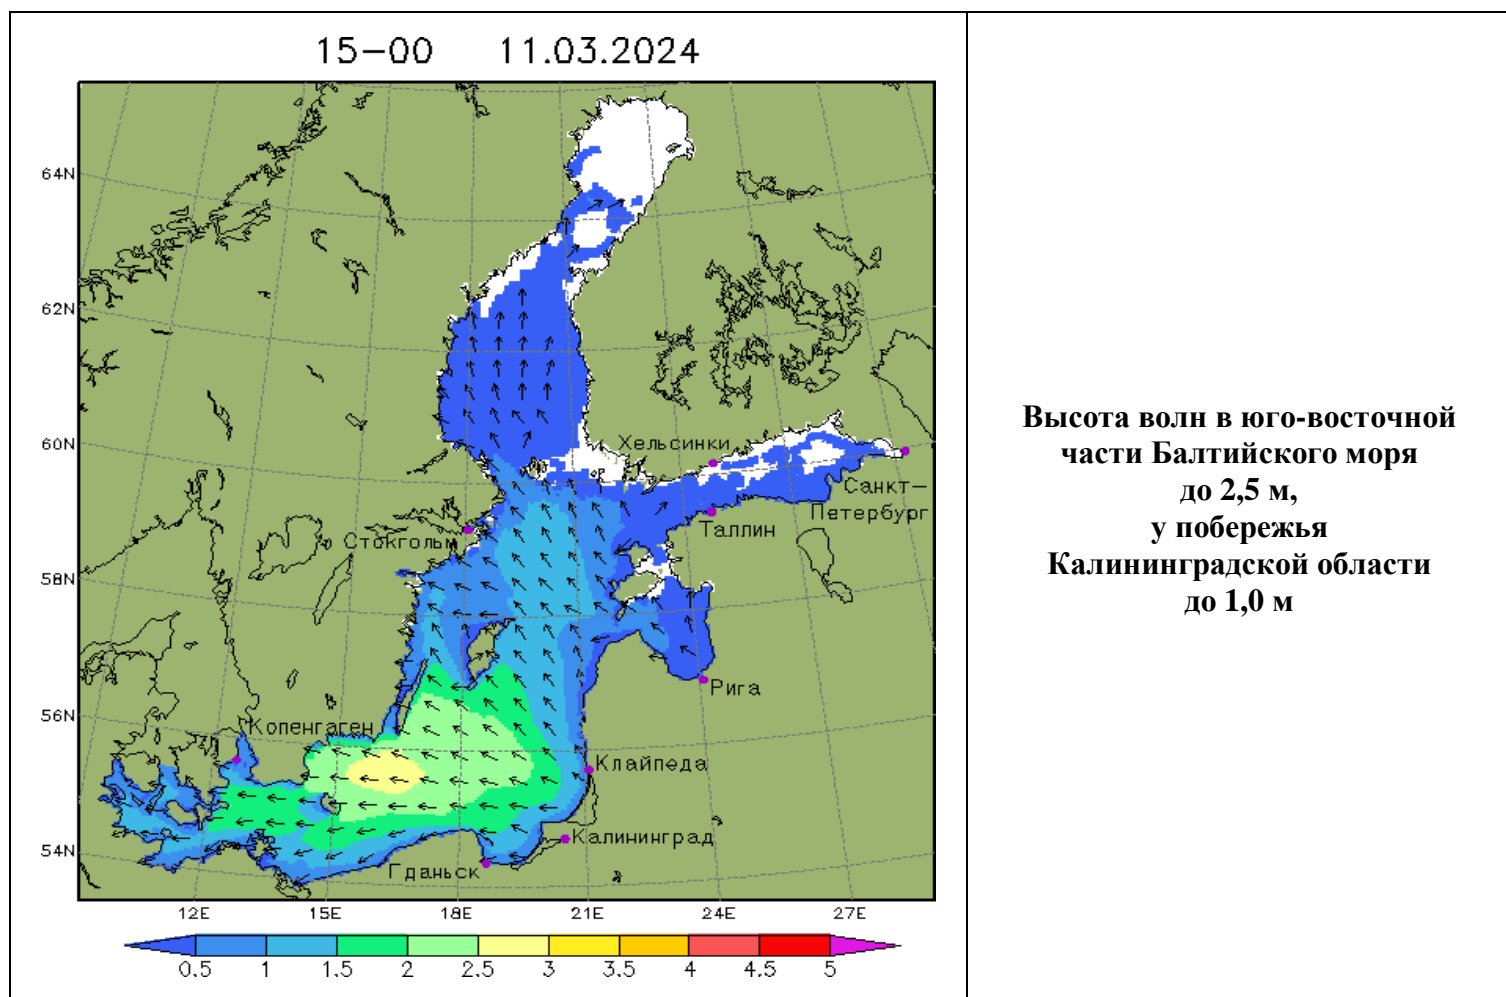 15-00 11.03.2024
64N
62N
60N
58N
56N
54N
Хельсинки
Санкт-
Петербург
Таллин
Стокгольм
Рига
Копенгаген
Клайпеда
Калининград
Гданьск
12E 15E 18E 21E 24E 27E
0.5 1 1.5 2 2.5 3 3.5 4 4.5 5
Высота волн в юго-восточной
части Балтийского моря
до 2,5 м,
у побережья
Калининградской области
до 1,0 м